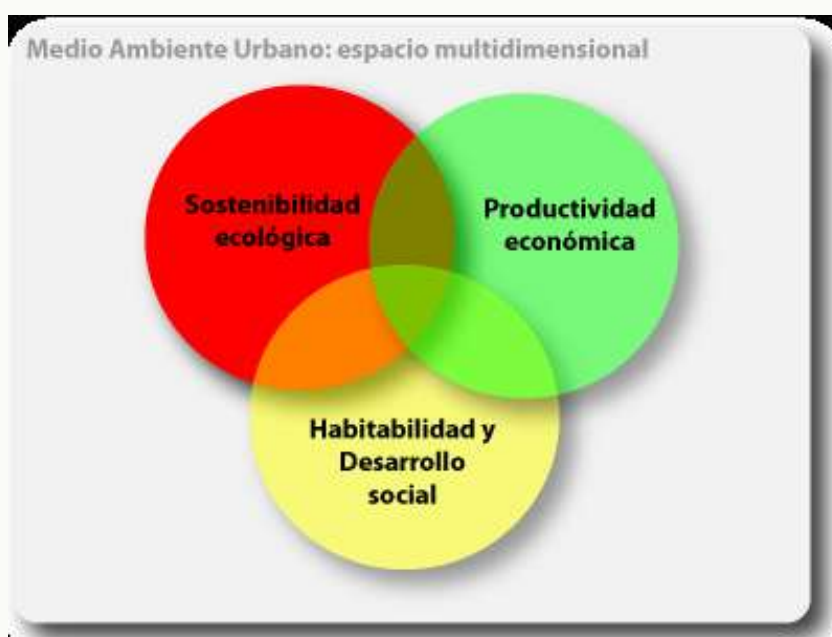 Medio Ambiente Urbano: espacio multidimensional
Sostenibilidad
ecológica
Productividad
económica
Habitabilidad y
Desarrollo
social